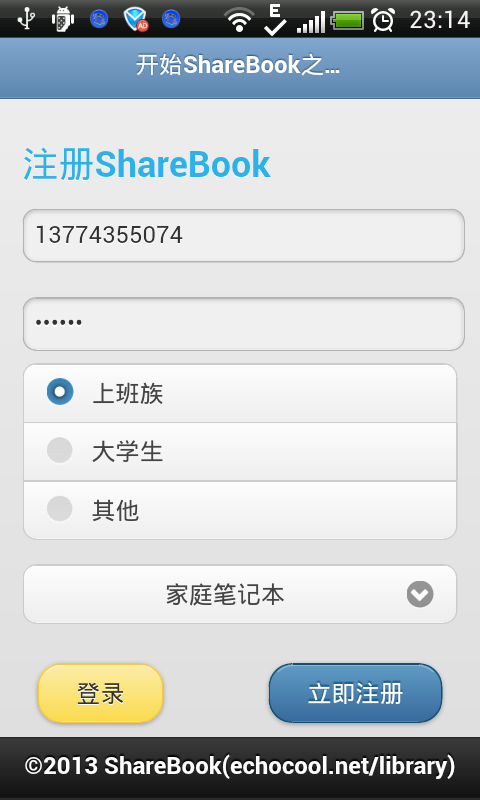 23:14
开始ShareBook之...
注册ShareBook
13774355074
••••••
上班族
大学生
其他
家庭笔记本
登录
立即注册
©2013 ShareBook(echocool.net/library)